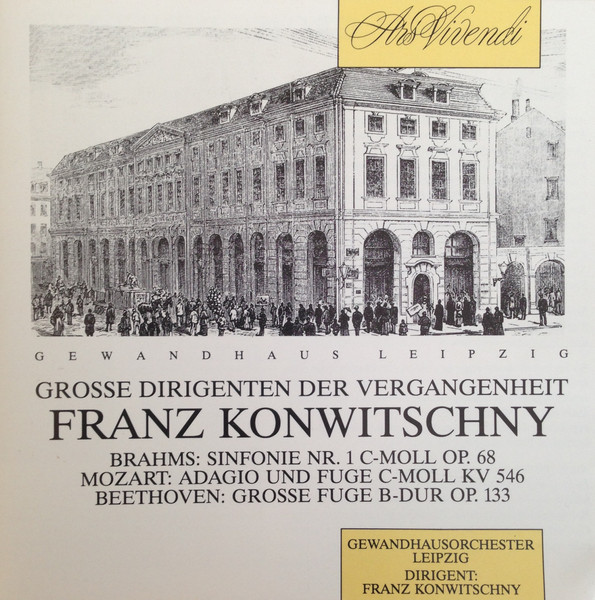 Ars Vivendi
GEWANDHAUS LEIPZIG
GROSSE DIRIGENTEN DER VERGANGENHEIT
FRANZ KONWITSCHNY
BRAHMS: SINFONIE NR. 1 C-MOLL OP. 68
MOZART: ADAGIO UND FUGE C-MOLL KV 546
BEETHOVEN: GROSSE FUGE B-DUR OP. 133
GEWANDHAUSORCHESTER
LEIPZIG
DIRIGENT:
FRANZ KONWITSCHNY